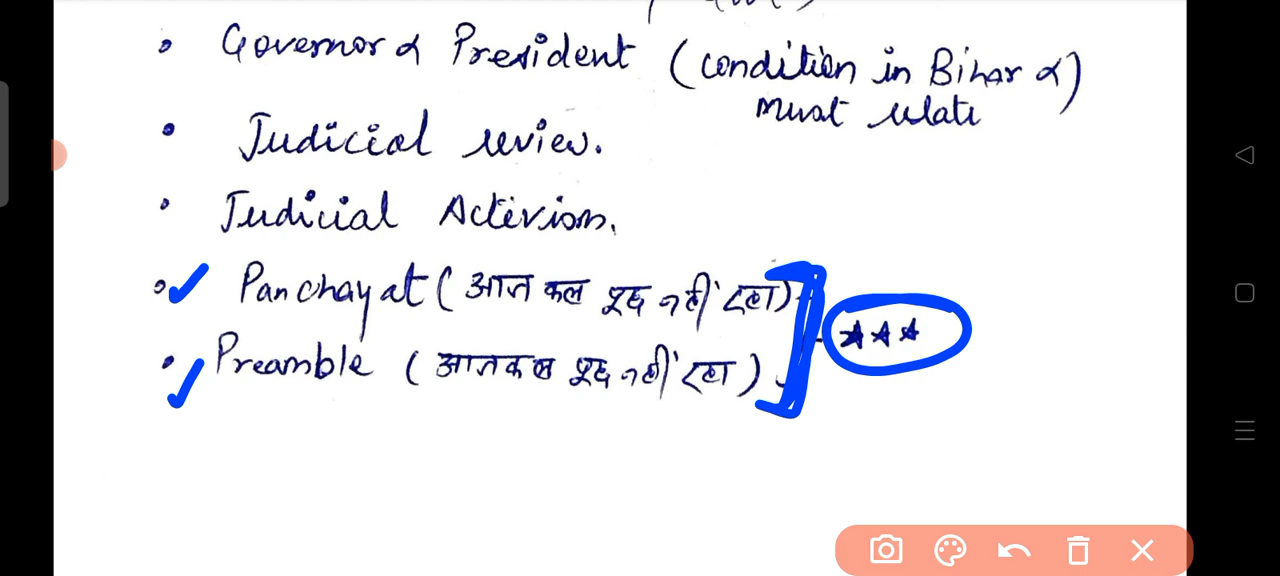 Governor & President (condition in Bihar &)
must relate
Judicial review.
Judicial Activism.
Panchayat (आज कल पूछ नहीं रहा)
Preamble (आजकल पूछ नहीं रहा)